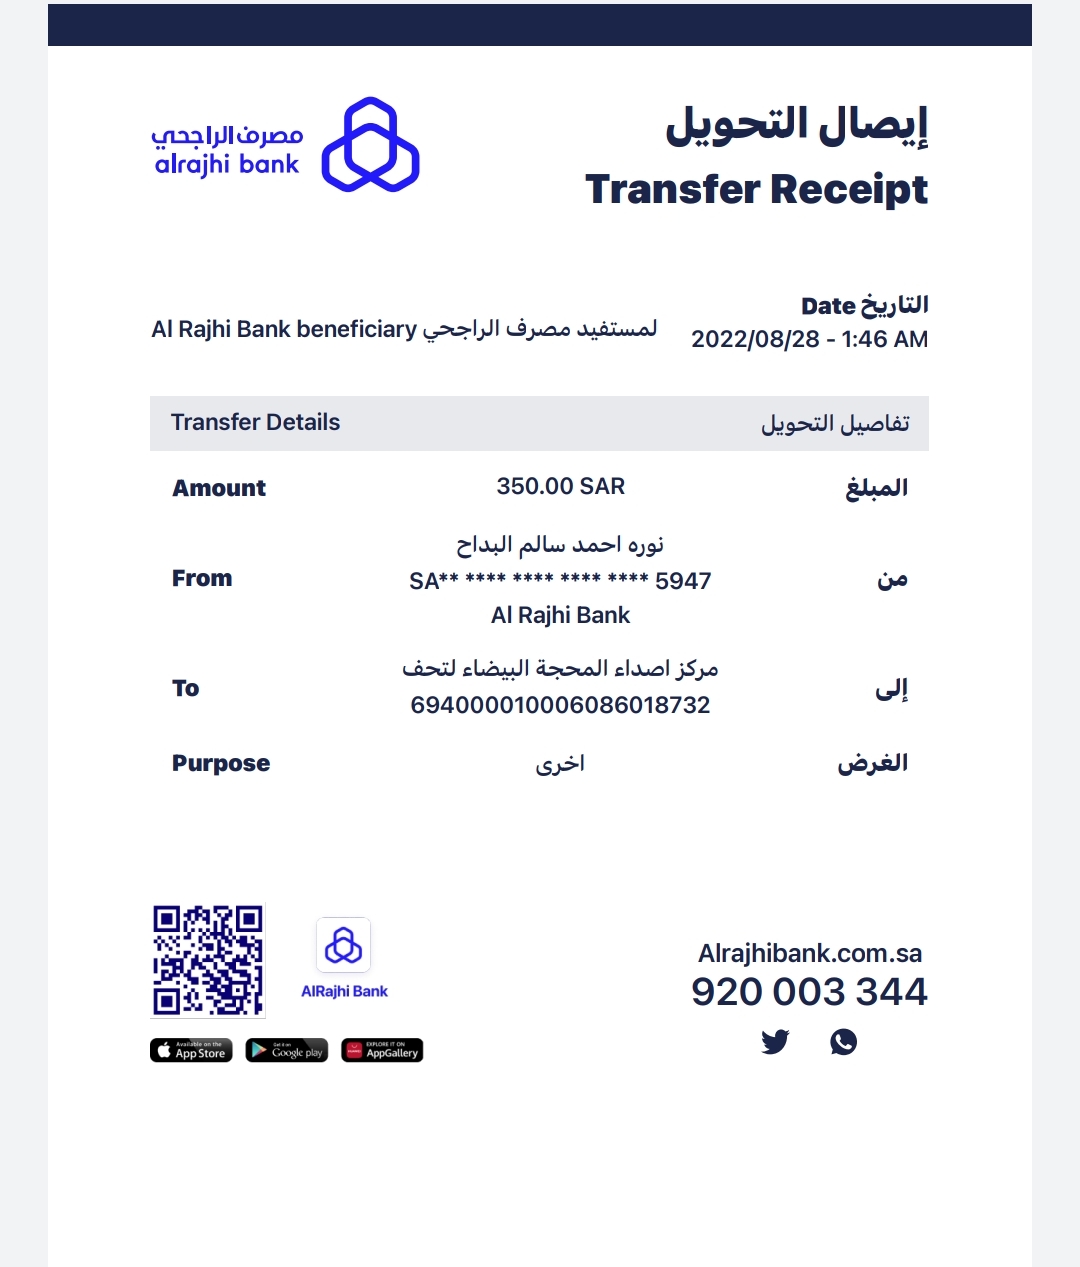 إيصال التحويل
مصرف الراجحي
alrajhi bank
Transfer Receipt
التاريخ Date
Al Rajhi Bank beneficiary لمستفيد مصرف الراجحي
2022/08/28 - 1:46 AM
Transfer Details تفاصيل التحويل
Amount 350.00 SAR المبلغ
نوره احمد سالم البداح
From SA** **** **** **** **** 5947 من
Al Rajhi Bank
مركز اصداء المحجة البيضاء لتحف
To إلى
694000010006086018732
Purpose اخرى الغرض
Alrajhibank.com.sa
AlRajhi Bank
920 003 344
Available on the App Store
Get it on Google play
EXPLORE IT ON AppGallery